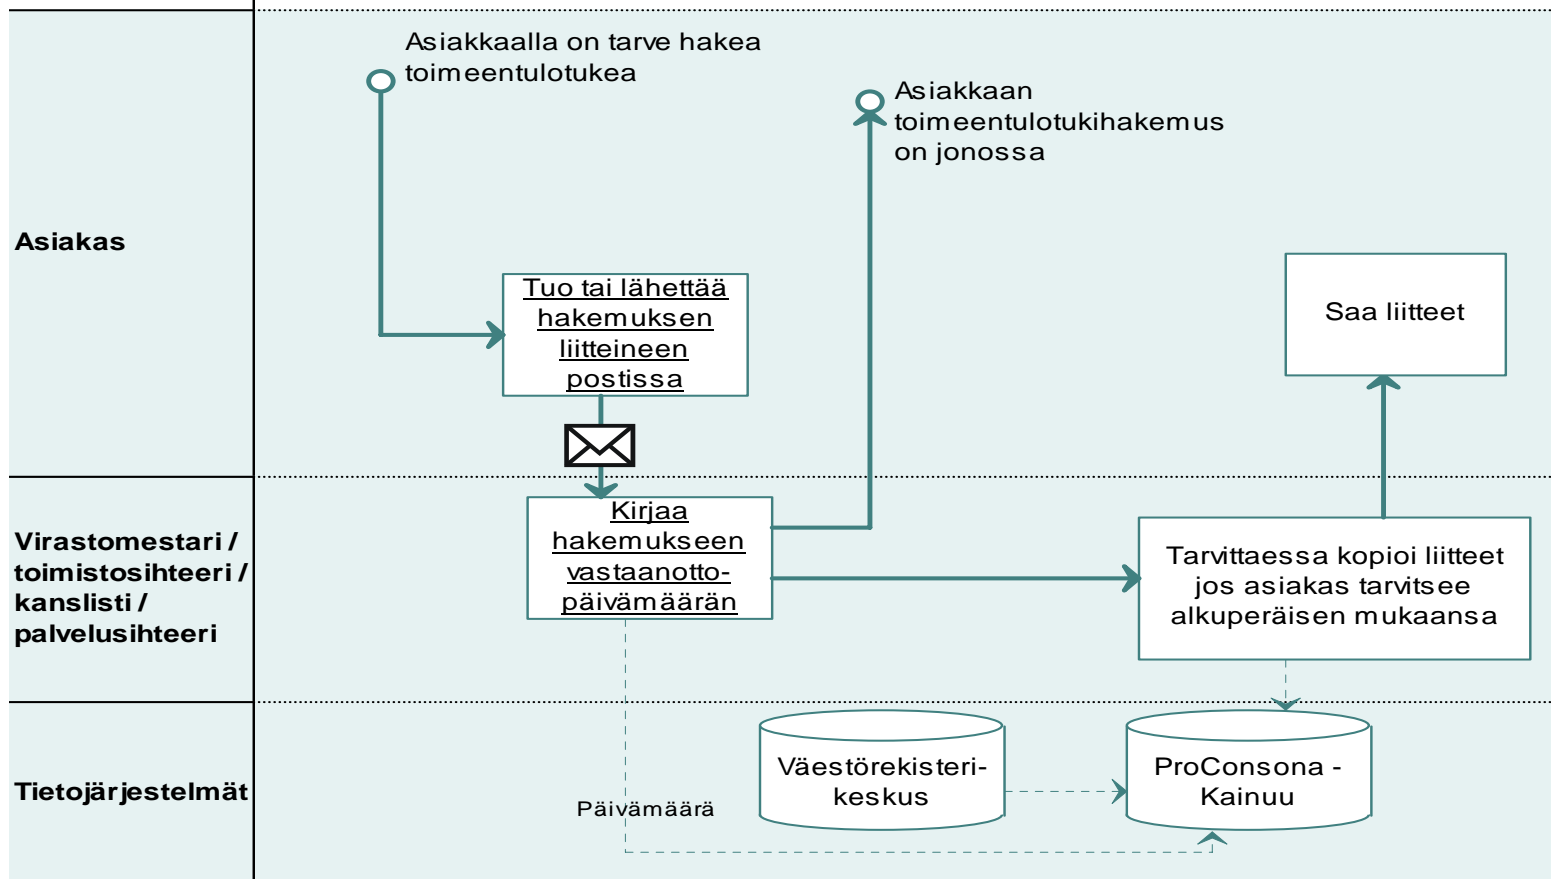 Asiakkaalla on tarve hakea
toimeentulotukea
Asiakkaan
toimeentulotukihakemus
on jonossa
Asiakas
Tuo tai lähettää
hakemuksen
liitteineen
postissa
Saa liitteet
Virastomestari /
toimistosihteeri /
kanslisti /
palvelusihteeri
Kirjaa
hakemukseen
vastaanotto-
päivämäärän
Tarvittaessa kopioi liitteet
jos asiakas tarvitsee
alkuperäisen mukaansa
Tietojärjestelmät
Päivämäärä
Väestörekisteri-
keskus
ProConsona -
Kainuu